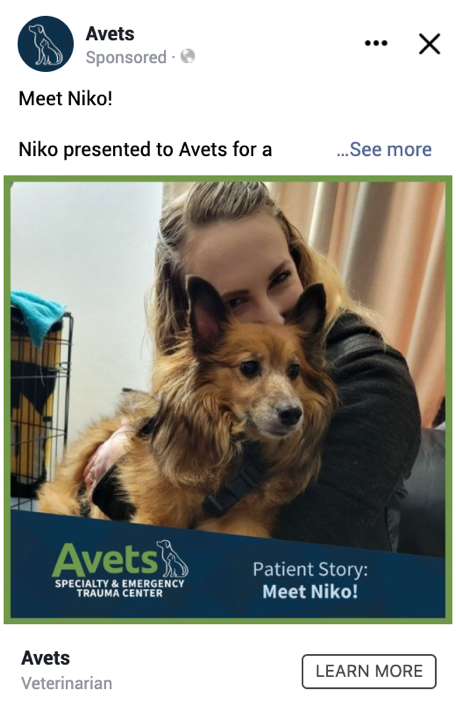 Avets
Sponsored ·
Meet Niko!
Niko presented to Avets for a ...See more
Avets
SPECIALTY & EMERGENCY
TRAUMA CENTER
Patient Story:
Meet Niko!
Avets
Veterinarian
LEARN MORE